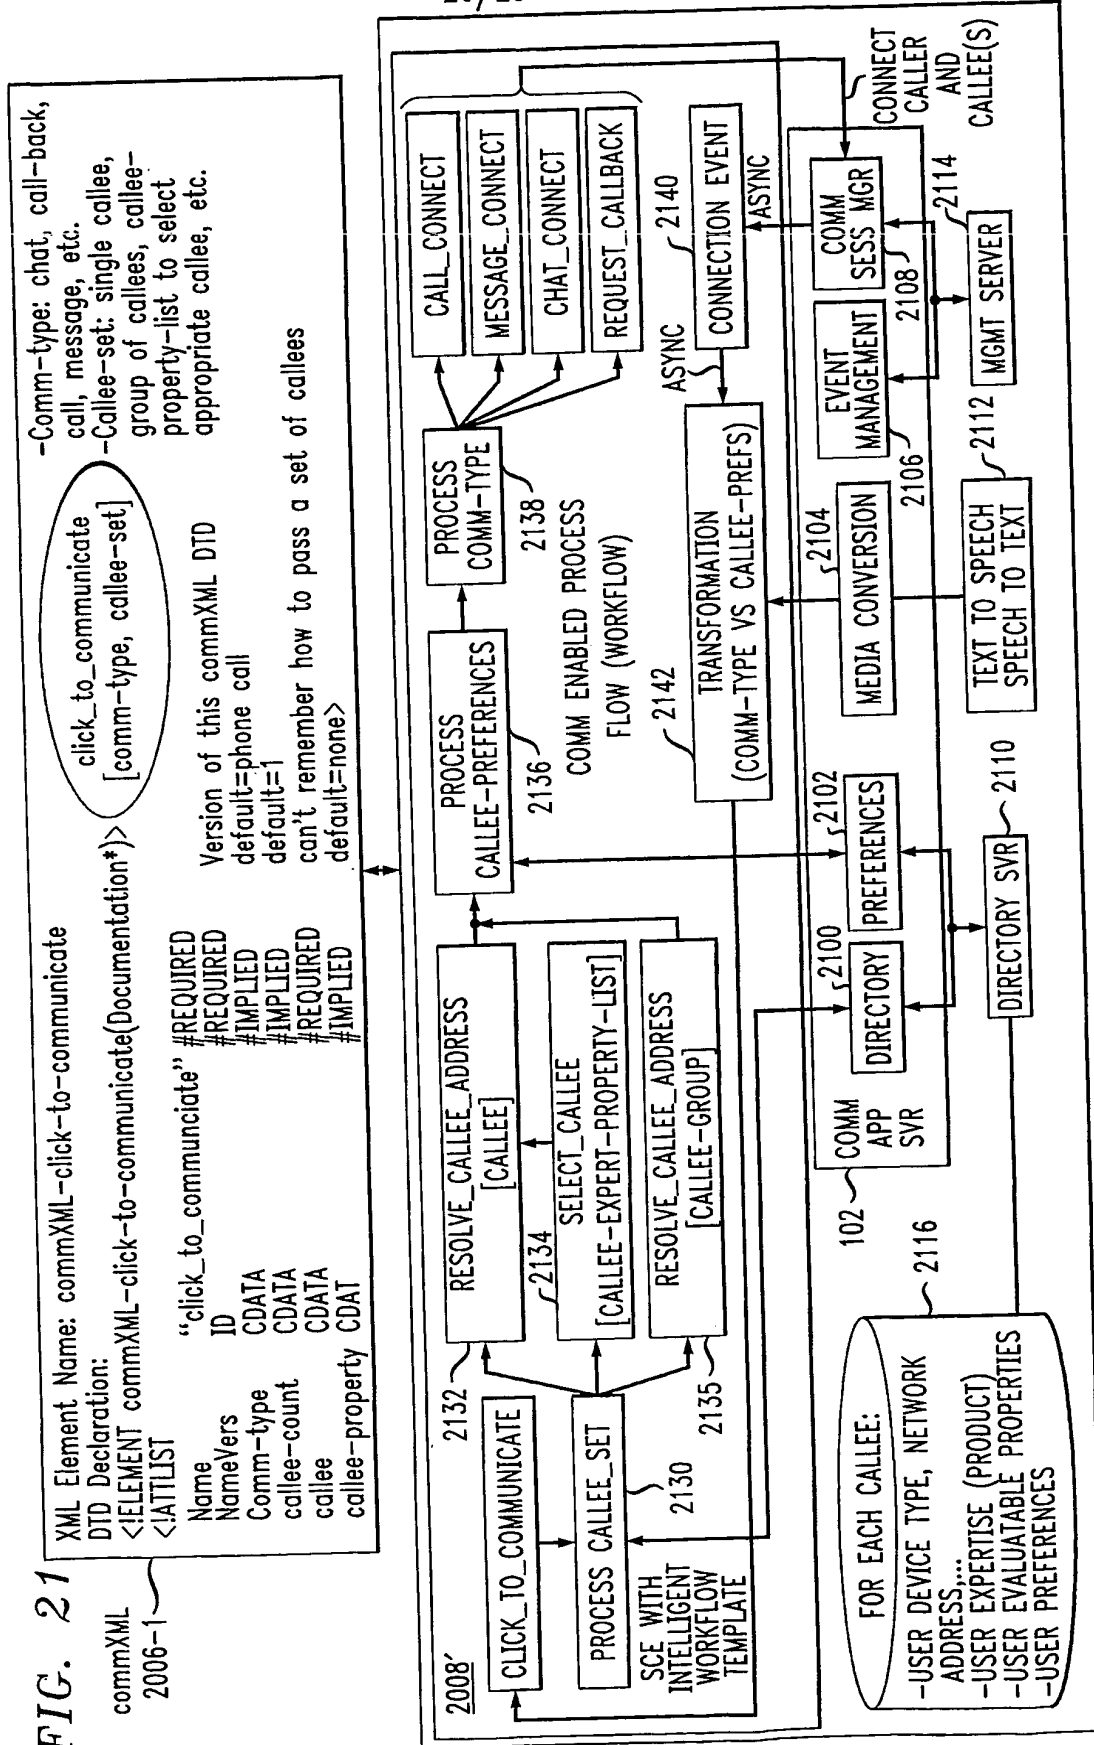 FIG. 21
commXML
2006-1
XML Element Name: commXML-click-to-communicate
DTD Declaration:
<!ELEMENT commXML-click-to-communicate(Documentation*)>
<!ATTLIST
Name "click_to_communciate" #REQUIRED Version of this commXML DTD
NameVers ID #REQUIRED default=phone call
Comm-type CDATA #IMPLIED default=1
callee-count CDATA #IMPLIED can't remember how to pass a set of callees
callee CDATA #REQUIRED default=none>
callee-property CDAT #IMPLIED
click_to_communicate
[comm-type, callee-set]
-Comm-type: chat, call-back,
call, message, etc.
-Callee-set: single callee,
group of callees, callee-
property-list to select
appropriate callee, etc.
2008'
CLICK_TO_COMMUNICATE
PROCESS CALLEE_SET
2130
SCE WITH
INTELLIGENT
WORKFLOW
TEMPLATE
2132
RESOLVE_CALLEE_ADDRESS
[CALLEE]
2134
SELECT_CALLEE
[CALLEE-EXPERT-PROPERTY-LIST]
RESOLVE_CALLEE_ADDRESS
[CALLEE-GROUP]
2135
PROCESS
CALLEE-PREFERENCES
2136
PROCESS
COMM-TYPE
2138
COMM ENABLED PROCESS
FLOW (WORKFLOW)
CALL_CONNECT
MESSAGE_CONNECT
CHAT_CONNECT
REQUEST_CALLBACK
2140
CONNECTION EVENT
ASYNC
ASYNC
2142
TRANSFORMATION
(COMM-TYPE VS CALLEE-PREFS)
CONNECT
CALLER
AND
CALLEE(S)
102
COMM
APP
SVR
2100
DIRECTORY
2102
PREFERENCES
2104
MEDIA CONVERSION
EVENT
MANAGEMENT
2106
COMM
SESS MGR
2108
DIRECTORY SVR
2110
TEXT TO SPEECH
SPEECH TO TEXT
2112
MGMT SERVER
2114
2116
FOR EACH CALLEE:
-USER DEVICE TYPE, NETWORK
ADDRESS,...
-USER EXPERTISE (PRODUCT)
-USER EVALUATABLE PROPERTIES
-USER PREFERENCES